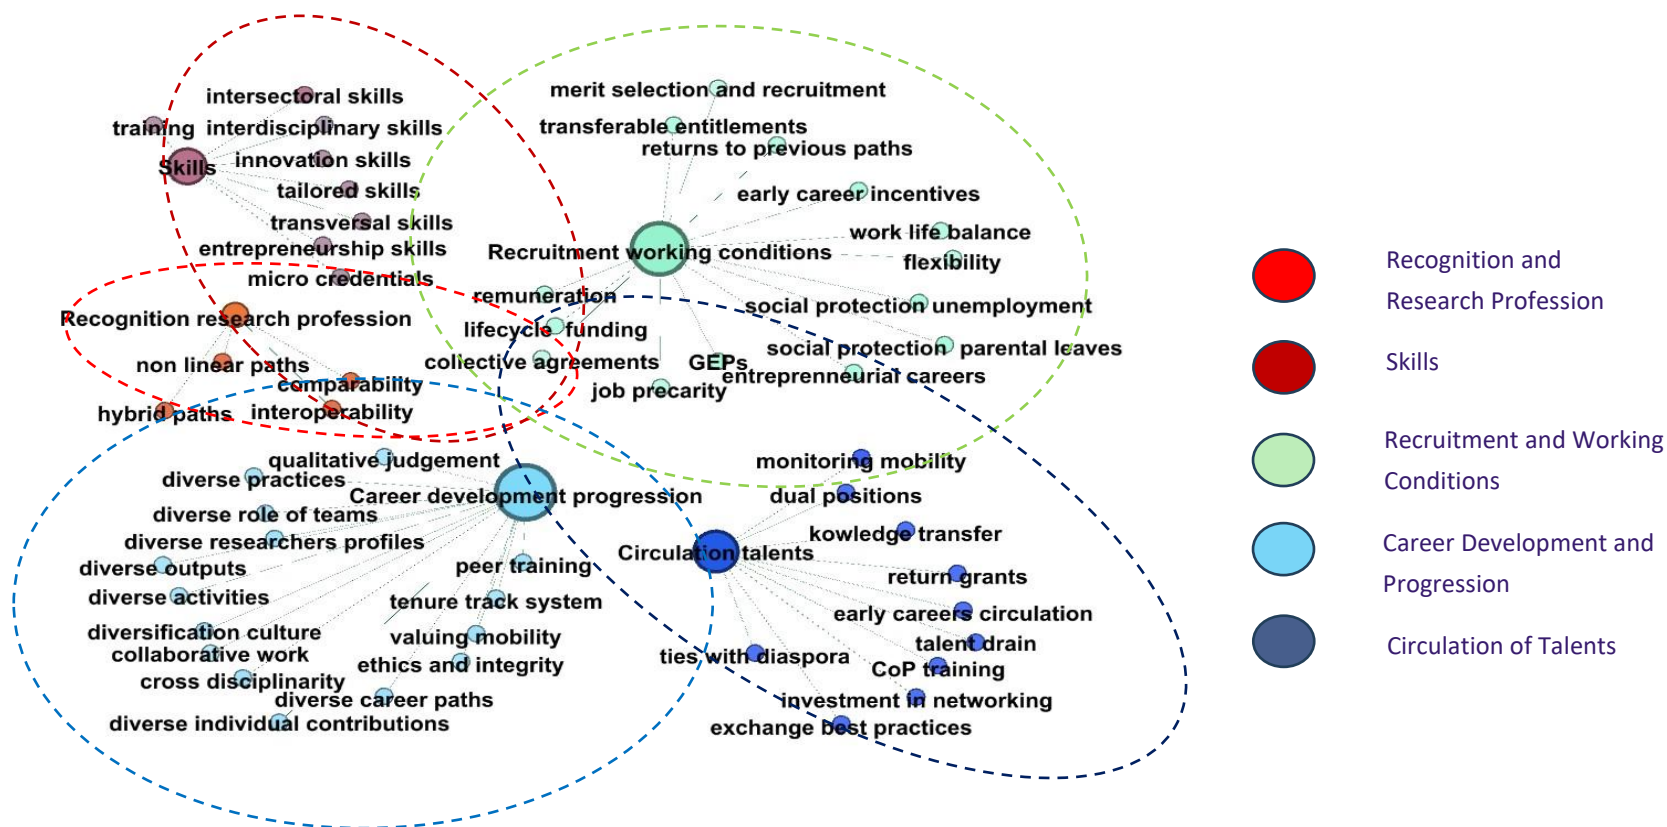 intersectoral skills
training
interdisciplinary skills
Skills
innovation skills
tailored skills
transversal skills
entrepreneurship skills
micro credentials
merit selection and recruitment
transferable entitlements
returns to previous paths
early career incentives
work life balance
Recruitment working conditions
flexibility
remuneration
social protection unemployment
lifecycle funding
social protection parental leaves
collective agreements
GEPs
entreprenneurial careers
job precarity
Recognition research profession
non linear paths
comparability
hybrid paths
interoperability
qualitative judgement
diverse practices
Career development progression
diverse role of teams
diverse researchers profiles
diverse outputs
peer training
diverse activities
tenure track system
diversification culture
valuing mobility
collaborative work
ethics and integrity
cross disciplinarity
diverse career paths
diverse individual contributions
monitoring mobility
dual positions
kowledge transfer
Circulation talents
return grants
early careers circulation
talent drain
ties with diaspora
CoP training
investment in networking
exchange best practices
Recognition and
Research Profession
Skills
Recruitment and Working
Conditions
Career Development and
Progression
Circulation of Talents